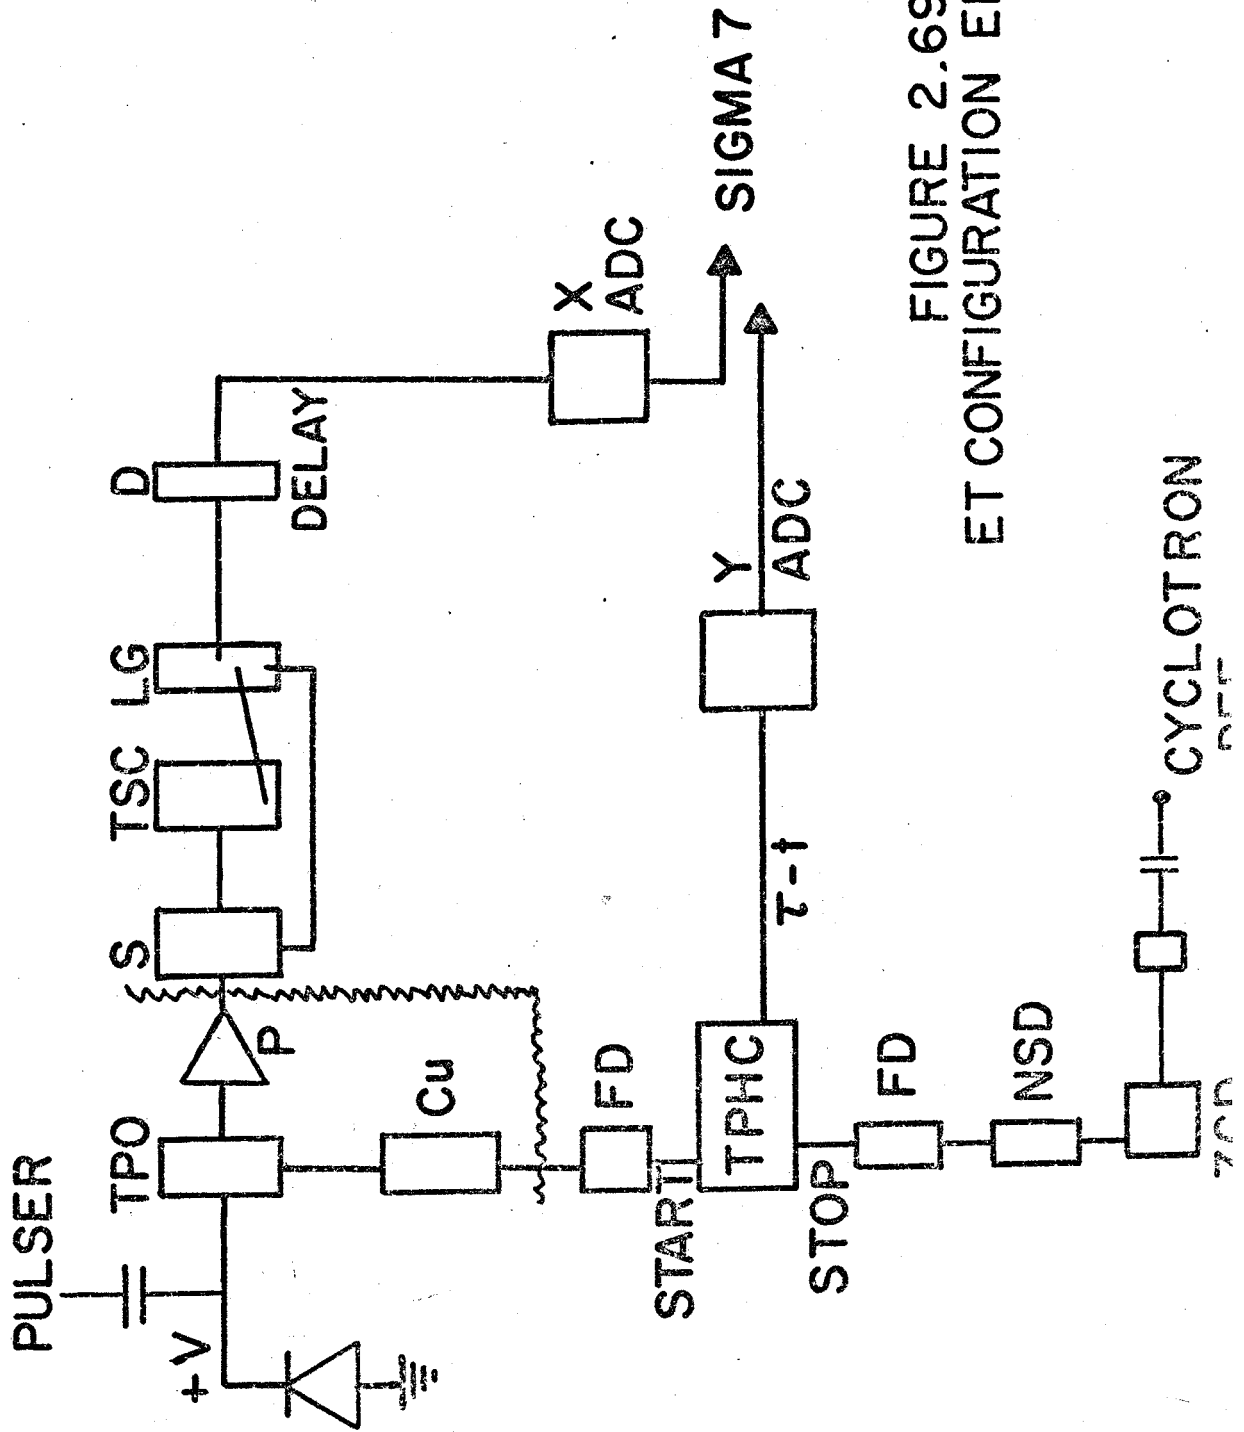 PULSER
+V
TPO
P
S
TSC
LG
D
DELAY
Cu
X
ADC
FD
START
TPHC
τ-t
Y
ADC
SIGMA 7
STOP
FD
NSD
CYCLOTRON
FIGURE 2.69
ET CONFIGURATION